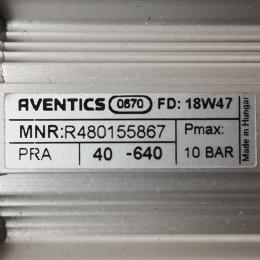 AVENTICS 0670 FD: 18W47
MNR:R480155867 Pmax:
PRA 40 -640 10 BAR
Made in Hungary